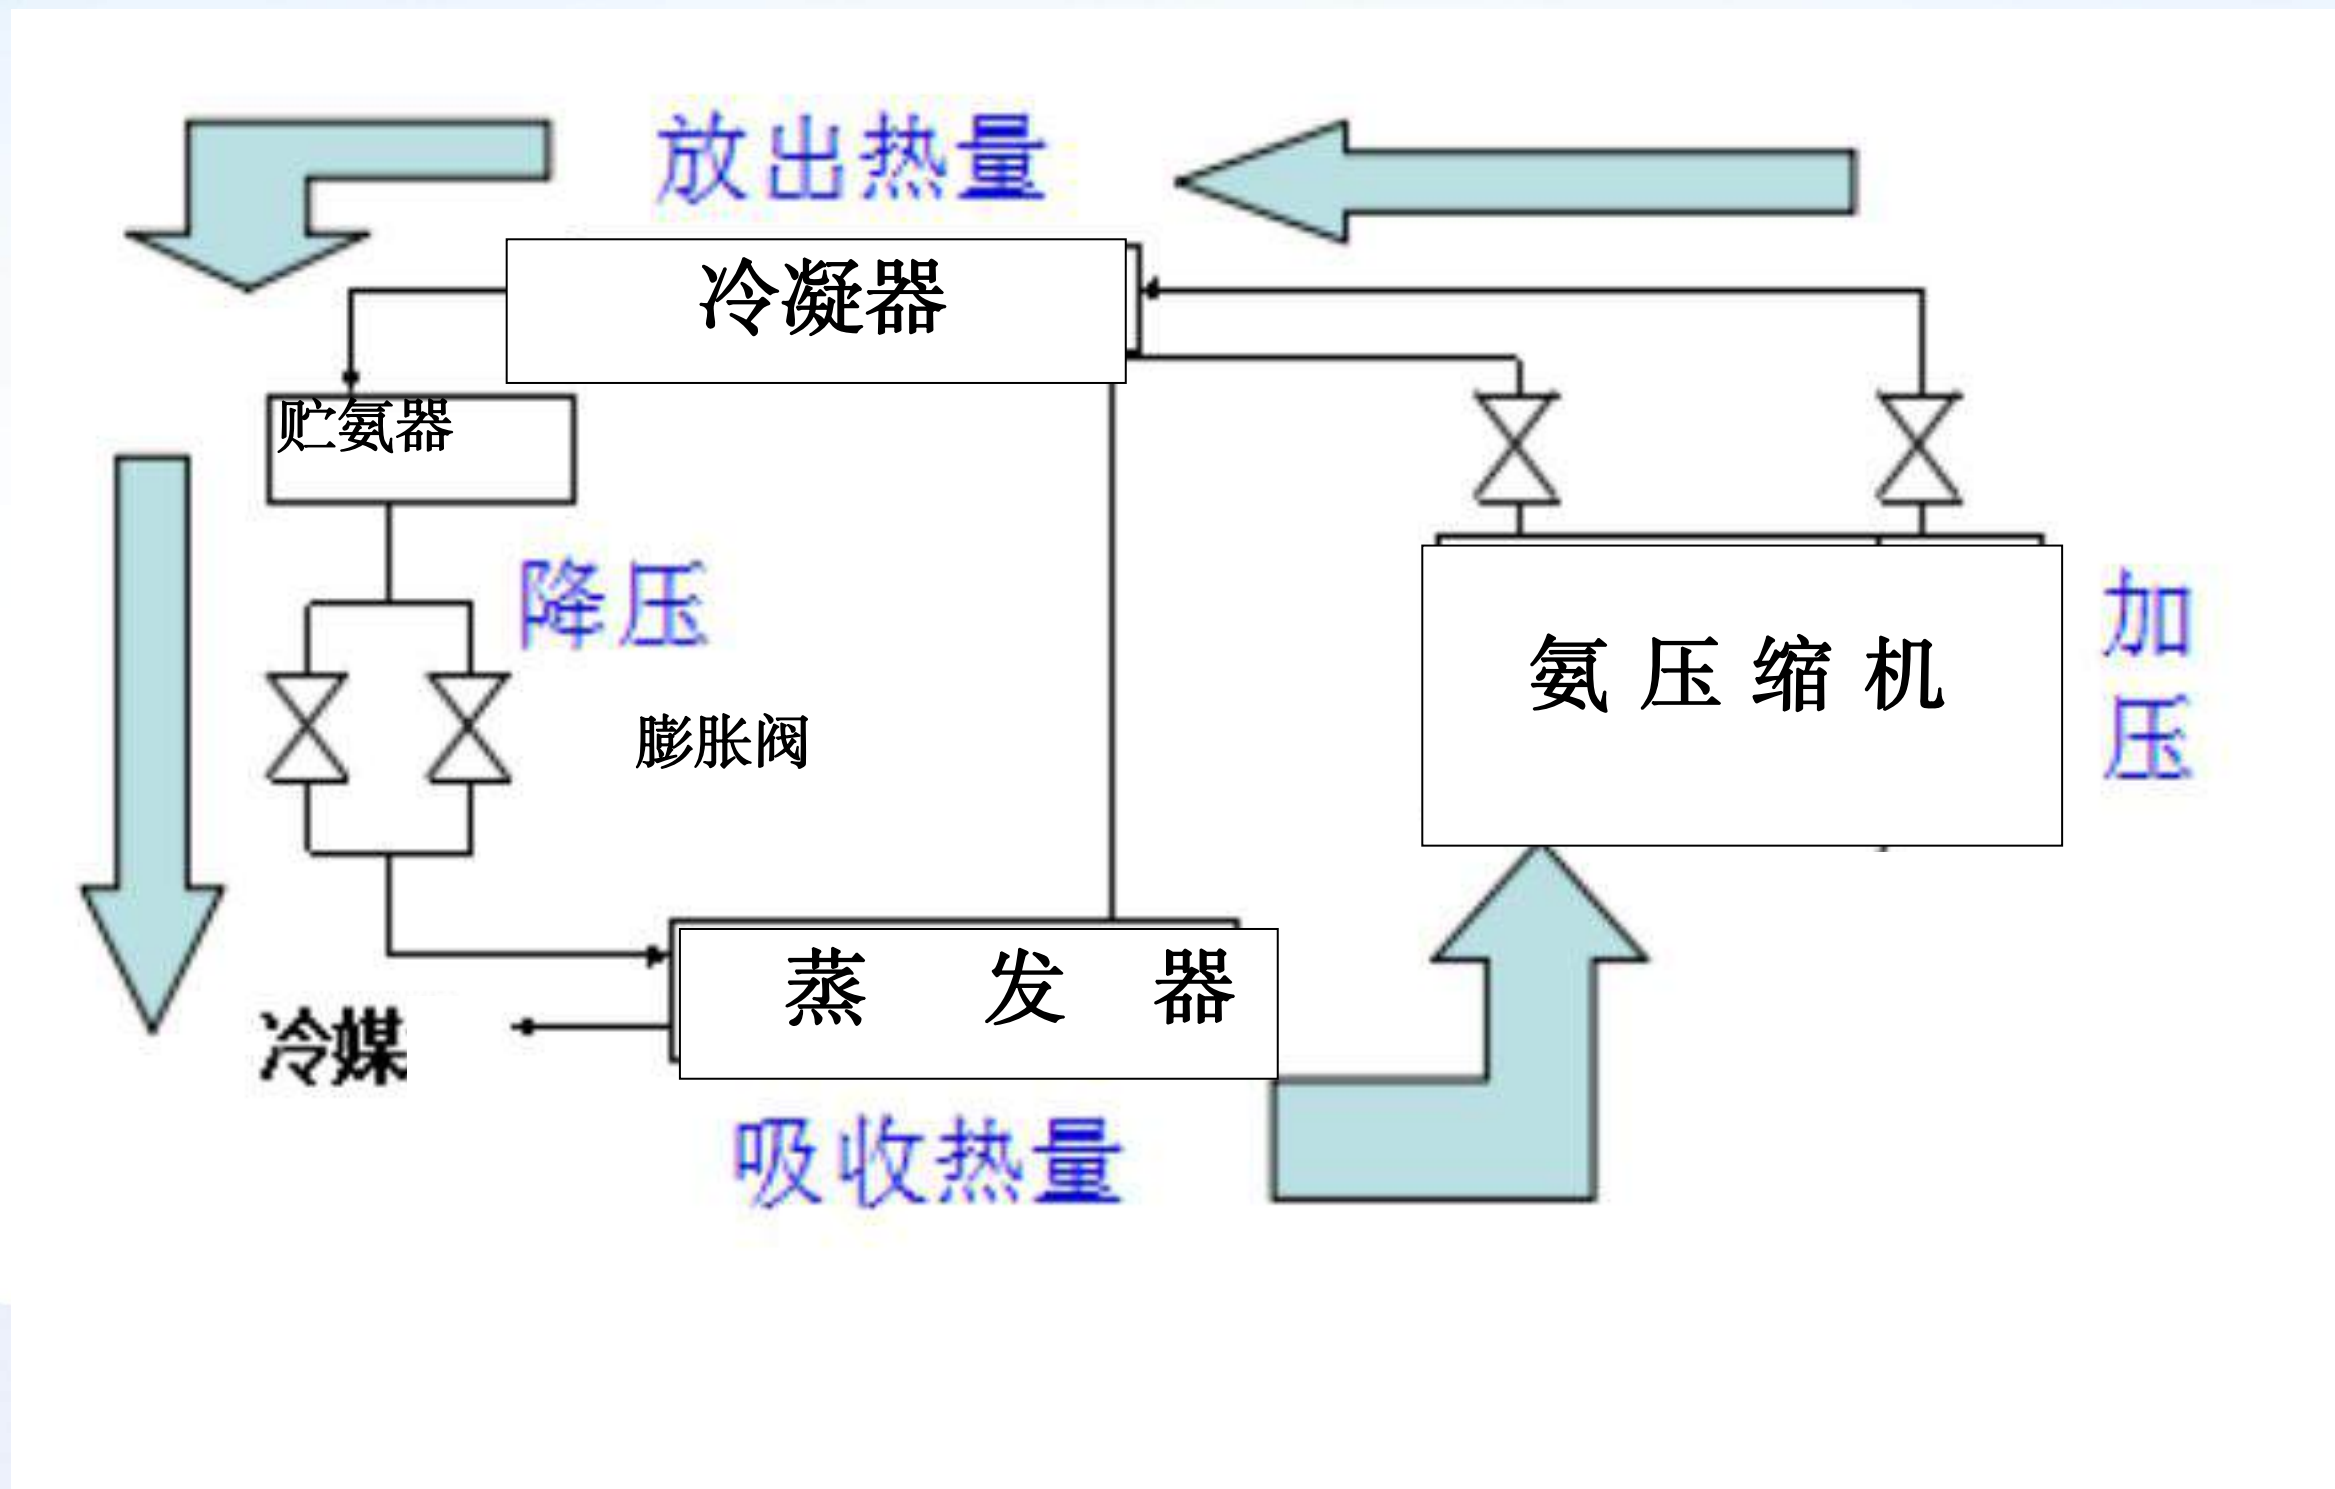 放出热量
冷凝器
贮氨器
降压
加压
氨压缩机
膨胀阀
蒸发器
冷媒
吸收热量